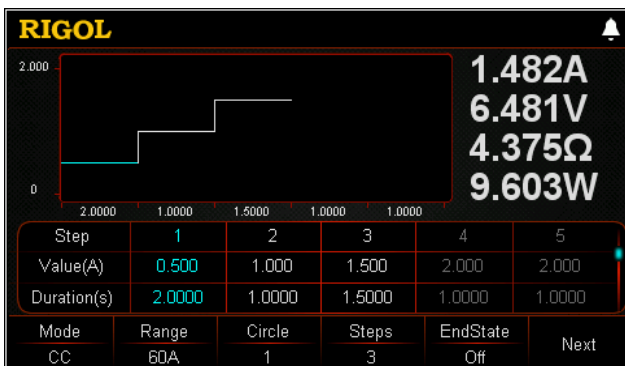 RIGOL
2.000
1.482A
6.481V
4.375Ω
9.603W
0
2.0000 1.0000 1.5000 1.0000 1.0000
Step 1 2 3 4 5
Value(A) 0.500 1.000 1.500 2.000 2.000
Duration(s) 2.0000 1.0000 1.5000 1.0000 1.0000
Mode Range Circle Steps EndState Next
CC 60A 1 3 Off